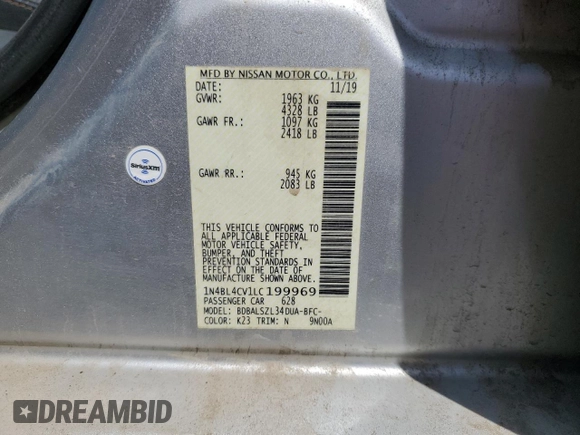 MFD BY NISSAN MOTOR CO., LTD.
DATE: 11/19
GVWR: 1963 KG
4328 LB
GAWR FR.: 1097 KG
2418 LB
GAWR RR.: 945 KG
2083 LB
THIS VEHICLE CONFORMS TO
ALL APPLICABLE FEDERAL
MOTOR VEHICLE SAFETY,
BUMPER, AND THEFT
PREVENTION STANDARDS IN
EFFECT ON THE DATE OF
MANUFACTURE SHOWN ABOVE.
1N4BL4CV1LC199969
PASSENGER CAR 628
MODEL: BDBALSZL34DUA-BFC-
COLOR: K23 TRIM: N 9N00A
siriusxm
ACTIVATED
DREAMBID